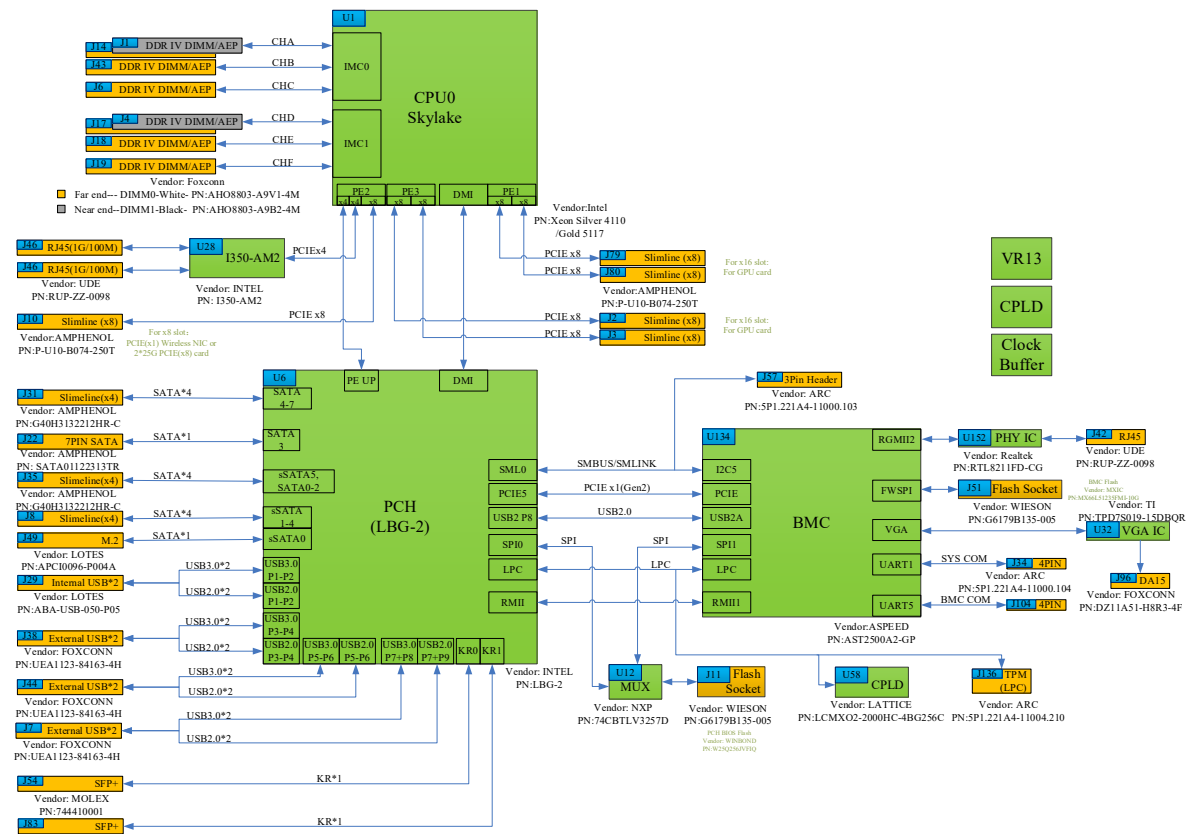 U1
CPU0
Skylake
IMC0
IMC1
J14
J1
DDR IV DIMM/AEP
CHA
J43
DDR IV DIMM/AEP
CHB
J6
DDR IV DIMM/AEP
CHC
J17
J4
DDR IV DIMM/AEP
CHD
J18
DDR IV DIMM/AEP
CHE
J19
DDR IV DIMM/AEP
CHF
Vendor: Foxconn
Far end--- DIMM0-White- PN:AHO8803-A9V1-4M
Near end--DIMM1-Black- PN:AHO8803-A9B2-4M
PE2
x4
x4
x8
PE3
x8
x8
DMI
PE1
x8
x8
Vendor:Intel
PN:Xeon Silver 4110
/Gold 5117
J46
RJ45(1G/100M)
J46
RJ45(1G/100M)
Vendor: UDE
PN:RUP-ZZ-0098
U28
I350-AM2
PCIEx4
Vendor: INTEL
PN: I350-AM2
J10
Slimline (x8)
PCIE x8
Vendor:AMPHENOL
PN:P-U10-B074-250T
For x8 slot:
PCIE(x1) Wireless NIC or
2*25G PCIE(x8) card
PCIE x8
J79
Slimline (x8)
PCIE x8
J80
Slimline (x8)
For x16 slot:
For GPU card
Vendor:AMPHENOL
PN:P-U10-B074-250T
PCIE x8
J2
Slimline (x8)
PCIE x8
J3
Slimline (x8)
For x16 slot:
For GPU card
VR13
CPLD
Clock
Buffer
U6
PE UP
DMI
PCH
(LBG-2)
J31
Slimeline(x4)
SATA*4
SATA
4-7
Vendor: AMPHENOL
PN:G40H3132212HR-C
J22
7PIN SATA
SATA*1
SATA
3
Vendor: AMPHENOL
PN: SATA01122313TR
J35
Slimeline(x4)
SATA*4
sSATA5,
SATA0-2
Vendor: AMPHENOL
PN:G40H3132212HR-C
J8
Slimeline(x4)
SATA*4
sSATA
1-4
J49
M.2
SATA*1
sSATA0
Vendor: LOTES
PN:APCI0096-P004A
J29
Internal USB*2
USB3.0*2
USB2.0*2
USB3.0
P1-P2
USB2.0
P1-P2
Vendor: LOTES
PN:ABA-USB-050-P05
J38
External USB*2
USB3.0*2
USB2.0*2
USB3.0
P3-P4
USB2.0
P3-P4
Vendor: FOXCONN
PN:UEA1123-84163-4H
USB3.0
P5-P6
USB2.0
P5-P6
USB3.0
P7+P8
USB2.0
P7+P9
KR0
KR1
Vendor: INTEL
PN:LBG-2
J44
External USB*2
USB3.0*2
USB2.0*2
Vendor: FOXCONN
PN:UEA1123-84163-4H
J7
External USB*2
USB3.0*2
USB2.0*2
Vendor: FOXCONN
PN:UEA1123-84163-4H
J54
SFP+
KR*1
Vendor: MOLEX
PN:744410001
J83
SFP+
KR*1
J57
3Pin Header
Vendor: ARC
PN:5P1.221A4-11000.103
SML0
SMBUS/SMLINK
I2C5
PCIE5
PCIE x1(Gen2)
PCIE
USB2 P8
USB2.0
USB2A
SPI0
SPI
SPI
SPI1
LPC
LPC
LPC
RMII
RMII1
U134
BMC
RGMII2
FWSPI
VGA
UART1
UART5
Vendor:ASPEED
PN:AST2500A2-GP
U152
PHY IC
Vendor: Realtek
PN:RTL8211FD-CG
J42
RJ45
Vendor: UDE
PN:RUP-ZZ-0098
J51
Flash Socket
Vendor: WIESON
PN:G6179B135-005
BMC Flash
Vendor: MXIC
Vendor: TI
PN:TPD7S019-15DBQR
U32
VGA IC
J96
DA15
Vendor: FOXCONN
PN:DZ11A51-H8R3-4F
SYS COM
J34
4PIN
Vendor: ARC
PN:5P1.221A4-11000.104
BMC COM
J104
4PIN
U12
MUX
Vendor: NXP
PN:74CBTLV3257D
J11
Flash
Socket
Vendor: WIESON
PN:G6179B135-005
PCH BIOS Flash
Vendor: WINBOND
PN:W25Q256JVFIQ
U58
CPLD
Vendor: LATTICE
PN:LCMXO2-2000HC-4BG256C
J136
TPM
(LPC)
Vendor: ARC
PN:5P1.221A4-11004.210